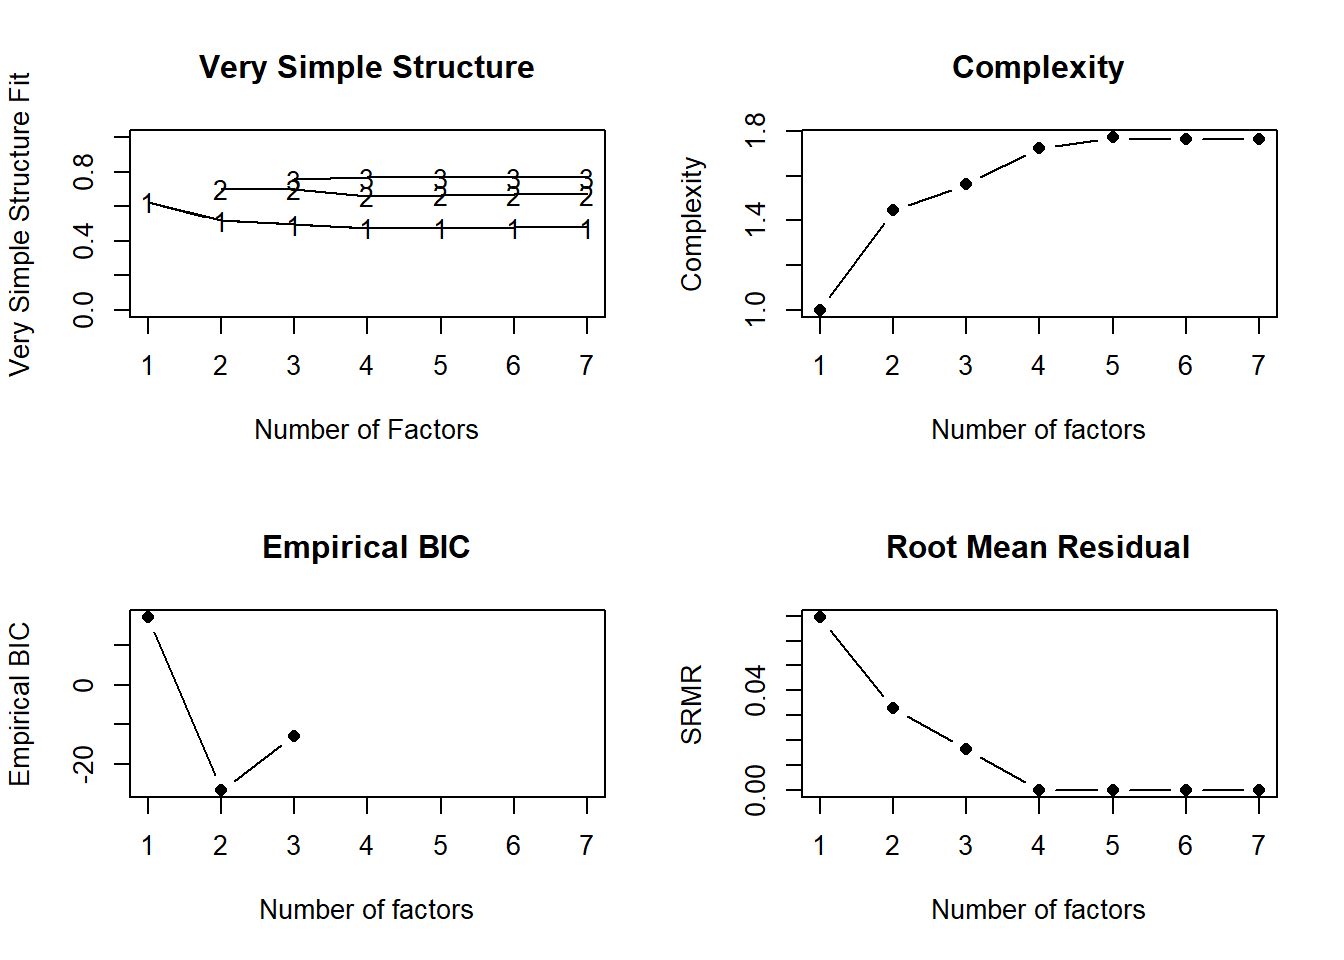 Very Simple Structure
Very Simple Structure Fit
0.8
0.4
0.0
1 1 1 1 1 1 1
2 2 2 2 2 2
3 3 3 3 3
1 2 3 4 5 6 7
Number of Factors
Complexity
Complexity
1.8
1.4
1.0
1 2 3 4 5 6 7
Number of factors
Empirical BIC
Empirical BIC
0
-20
1 2 3 4 5 6 7
Number of factors
Root Mean Residual
SRMR
0.04
0.00
1 2 3 4 5 6 7
Number of factors